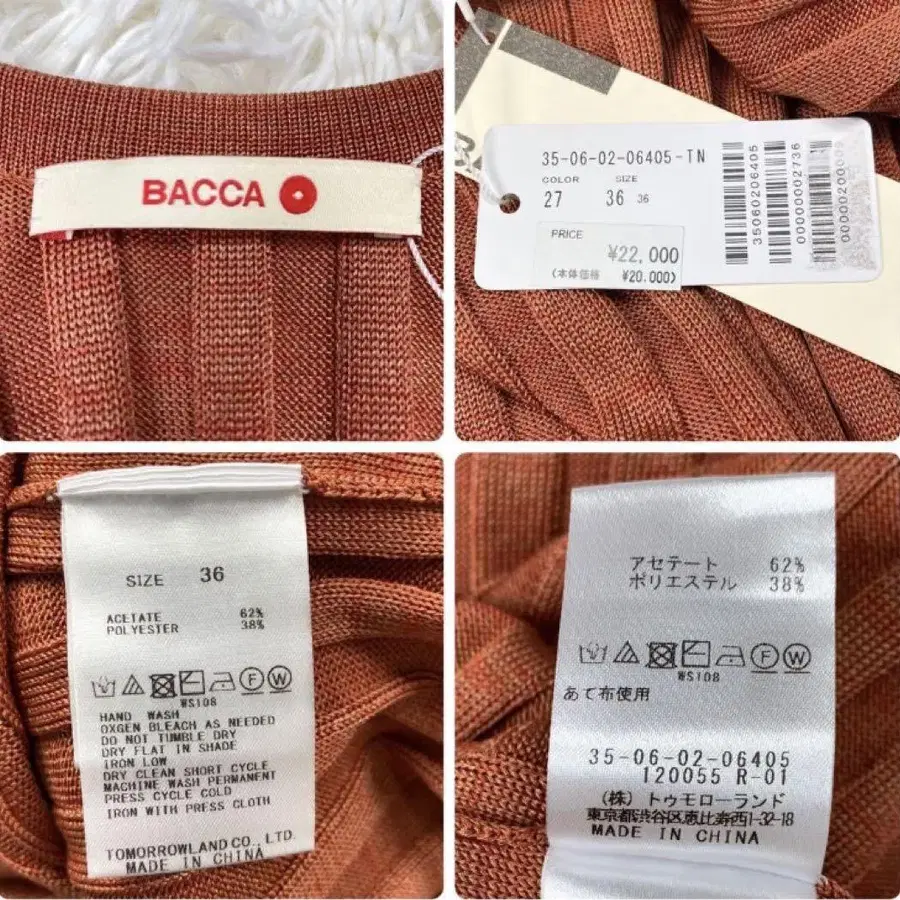 BACCA
35-06-02-06405-TN
COLOR SIZE
27 36 36
PRICE
¥22,000
(本体価格 ¥20,000)
35060206405
0000000002736
SIZE 36
ACETATE 62%
POLYESTER 38%
WS108
HAND WASH
OXGEN BLEACH AS NEEDED
DO NOT TUMBLE DRY
DRY FLAT IN SHADE
IRON LOW
DRY CLEAN SHORT CYCLE
MACHINE WASH PERMANENT
PRESS CYCLE COLD
IRON WITH PRESS CLOTH
TOMORROWLAND CO., LTD.
MADE IN CHINA
アセテート 62%
ポリエステル 38%
WS108
あて布使用
35-06-02-06405
120055 R-01
(株) トゥモローランド
東京都渋谷区恵比寿西1-32-18
MADE IN CHINA